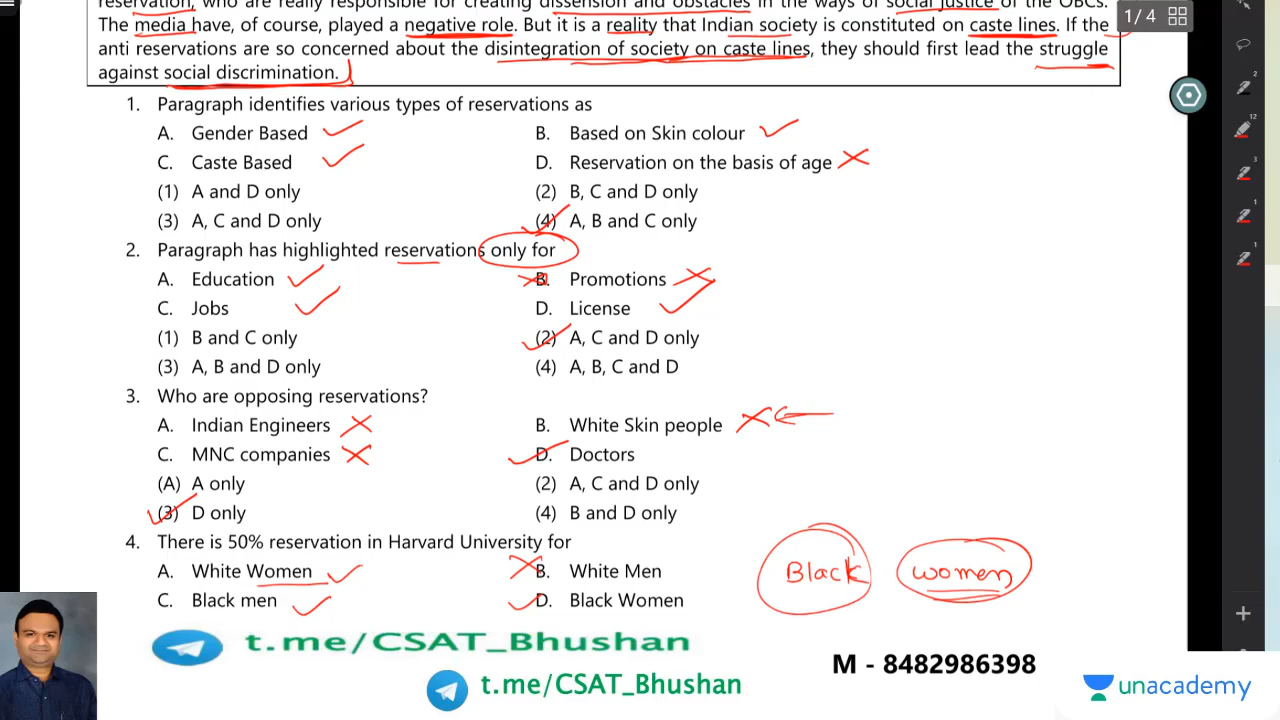 reservation, who are really responsible for creating dissension and obstacles in the ways of social justice of the OBCs.
The media have, of course, played a negative role. But it is a reality that Indian society is constituted on caste lines. If the
anti reservations are so concerned about the disintegration of society on caste lines, they should first lead the struggle
against social discrimination.
1/4
1. Paragraph identifies various types of reservations as
A. Gender Based B. Based on Skin colour
C. Caste Based D. Reservation on the basis of age
(1) A and D only (2) B, C and D only
(3) A, C and D only (4) A, B and C only
2. Paragraph has highlighted reservations only for
A. Education B. Promotions
C. Jobs D. License
(1) B and C only (2) A, C and D only
(3) A, B and D only (4) A, B, C and D
3. Who are opposing reservations?
A. Indian Engineers B. White Skin people
C. MNC companies D. Doctors
(A) A only (2) A, C and D only
(3) D only (4) B and D only
4. There is 50% reservation in Harvard University for
A. White Women B. White Men
C. Black men D. Black Women
Black women
t.me/CSAT_Bhushan
t.me/CSAT_Bhushan
M - 8482986398
unacademy
2
12
3
1
1